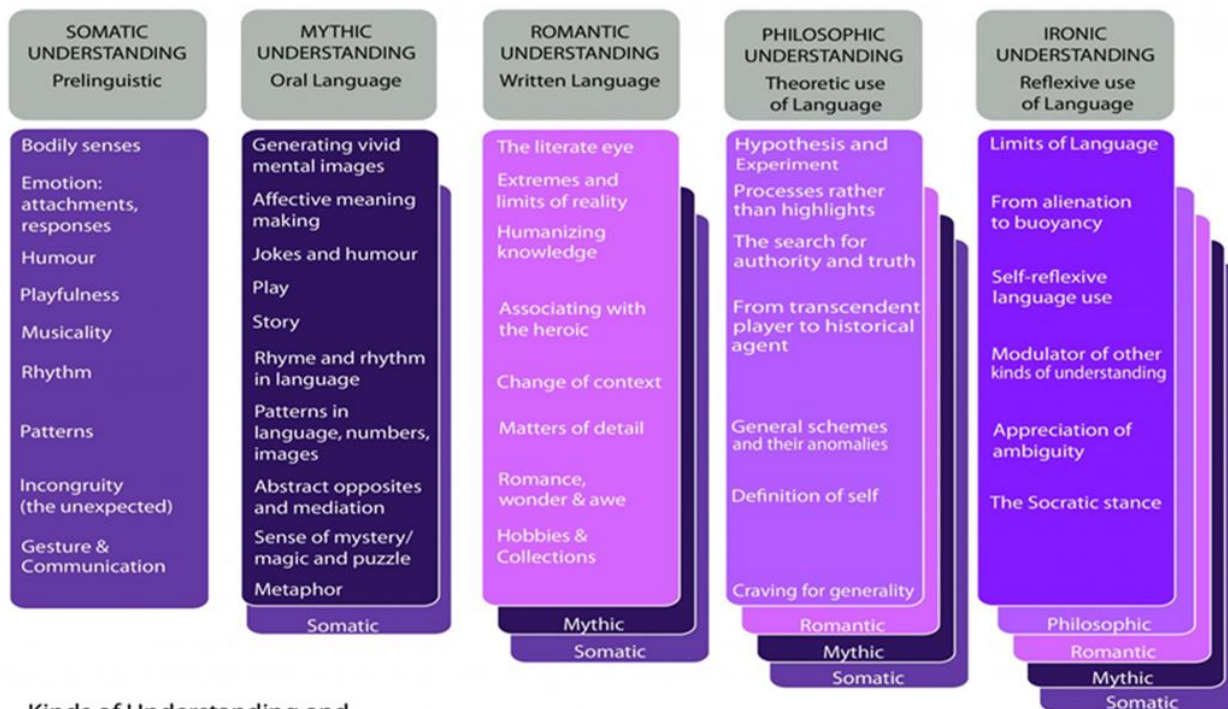 SOMATIC
UNDERSTANDING
Prelinguistic
Bodily senses
Emotion:
attachments,
responses
Humour
Playfulness
Musicality
Rhythm
Patterns
Incongruity
(the unexpected)
Gesture &
Communication
MYTHIC
UNDERSTANDING
Oral Language
Generating vivid
mental images
Affective meaning
making
Jokes and humour
Play
Story
Rhyme and rhythm
in language
Patterns in
language, numbers,
images
Abstract opposites
and mediation
Sense of mystery/
magic and puzzle
Metaphor
Somatic
ROMANTIC
UNDERSTANDING
Written Language
The literate eye
Extremes and
limits of reality
Humanizing
knowledge
Associating with
the heroic
Change of context
Matters of detail
Romance,
wonder & awe
Hobbies &
Collections
Mythic
Somatic
PHILOSOPHIC
UNDERSTANDING
Theoretic use
of Language
Hypothesis and
Experiment
Processes rather
than highlights
The search for
authority and truth
From transcendent
player to historical
agent
General schemes
and their anomalies
Definition of self
Craving for generality
Romantic
Mythic
Somatic
IRONIC
UNDERSTANDING
Reflexive use
of Language
Limits of Language
From alienation
to buoyancy
Self-reflexive
language use
Modulator of other
kinds of understanding
Appreciation of
ambiguity
The Socratic stance
Philosophic
Romantic
Mythic
Somatic
Kinds of Understanding and